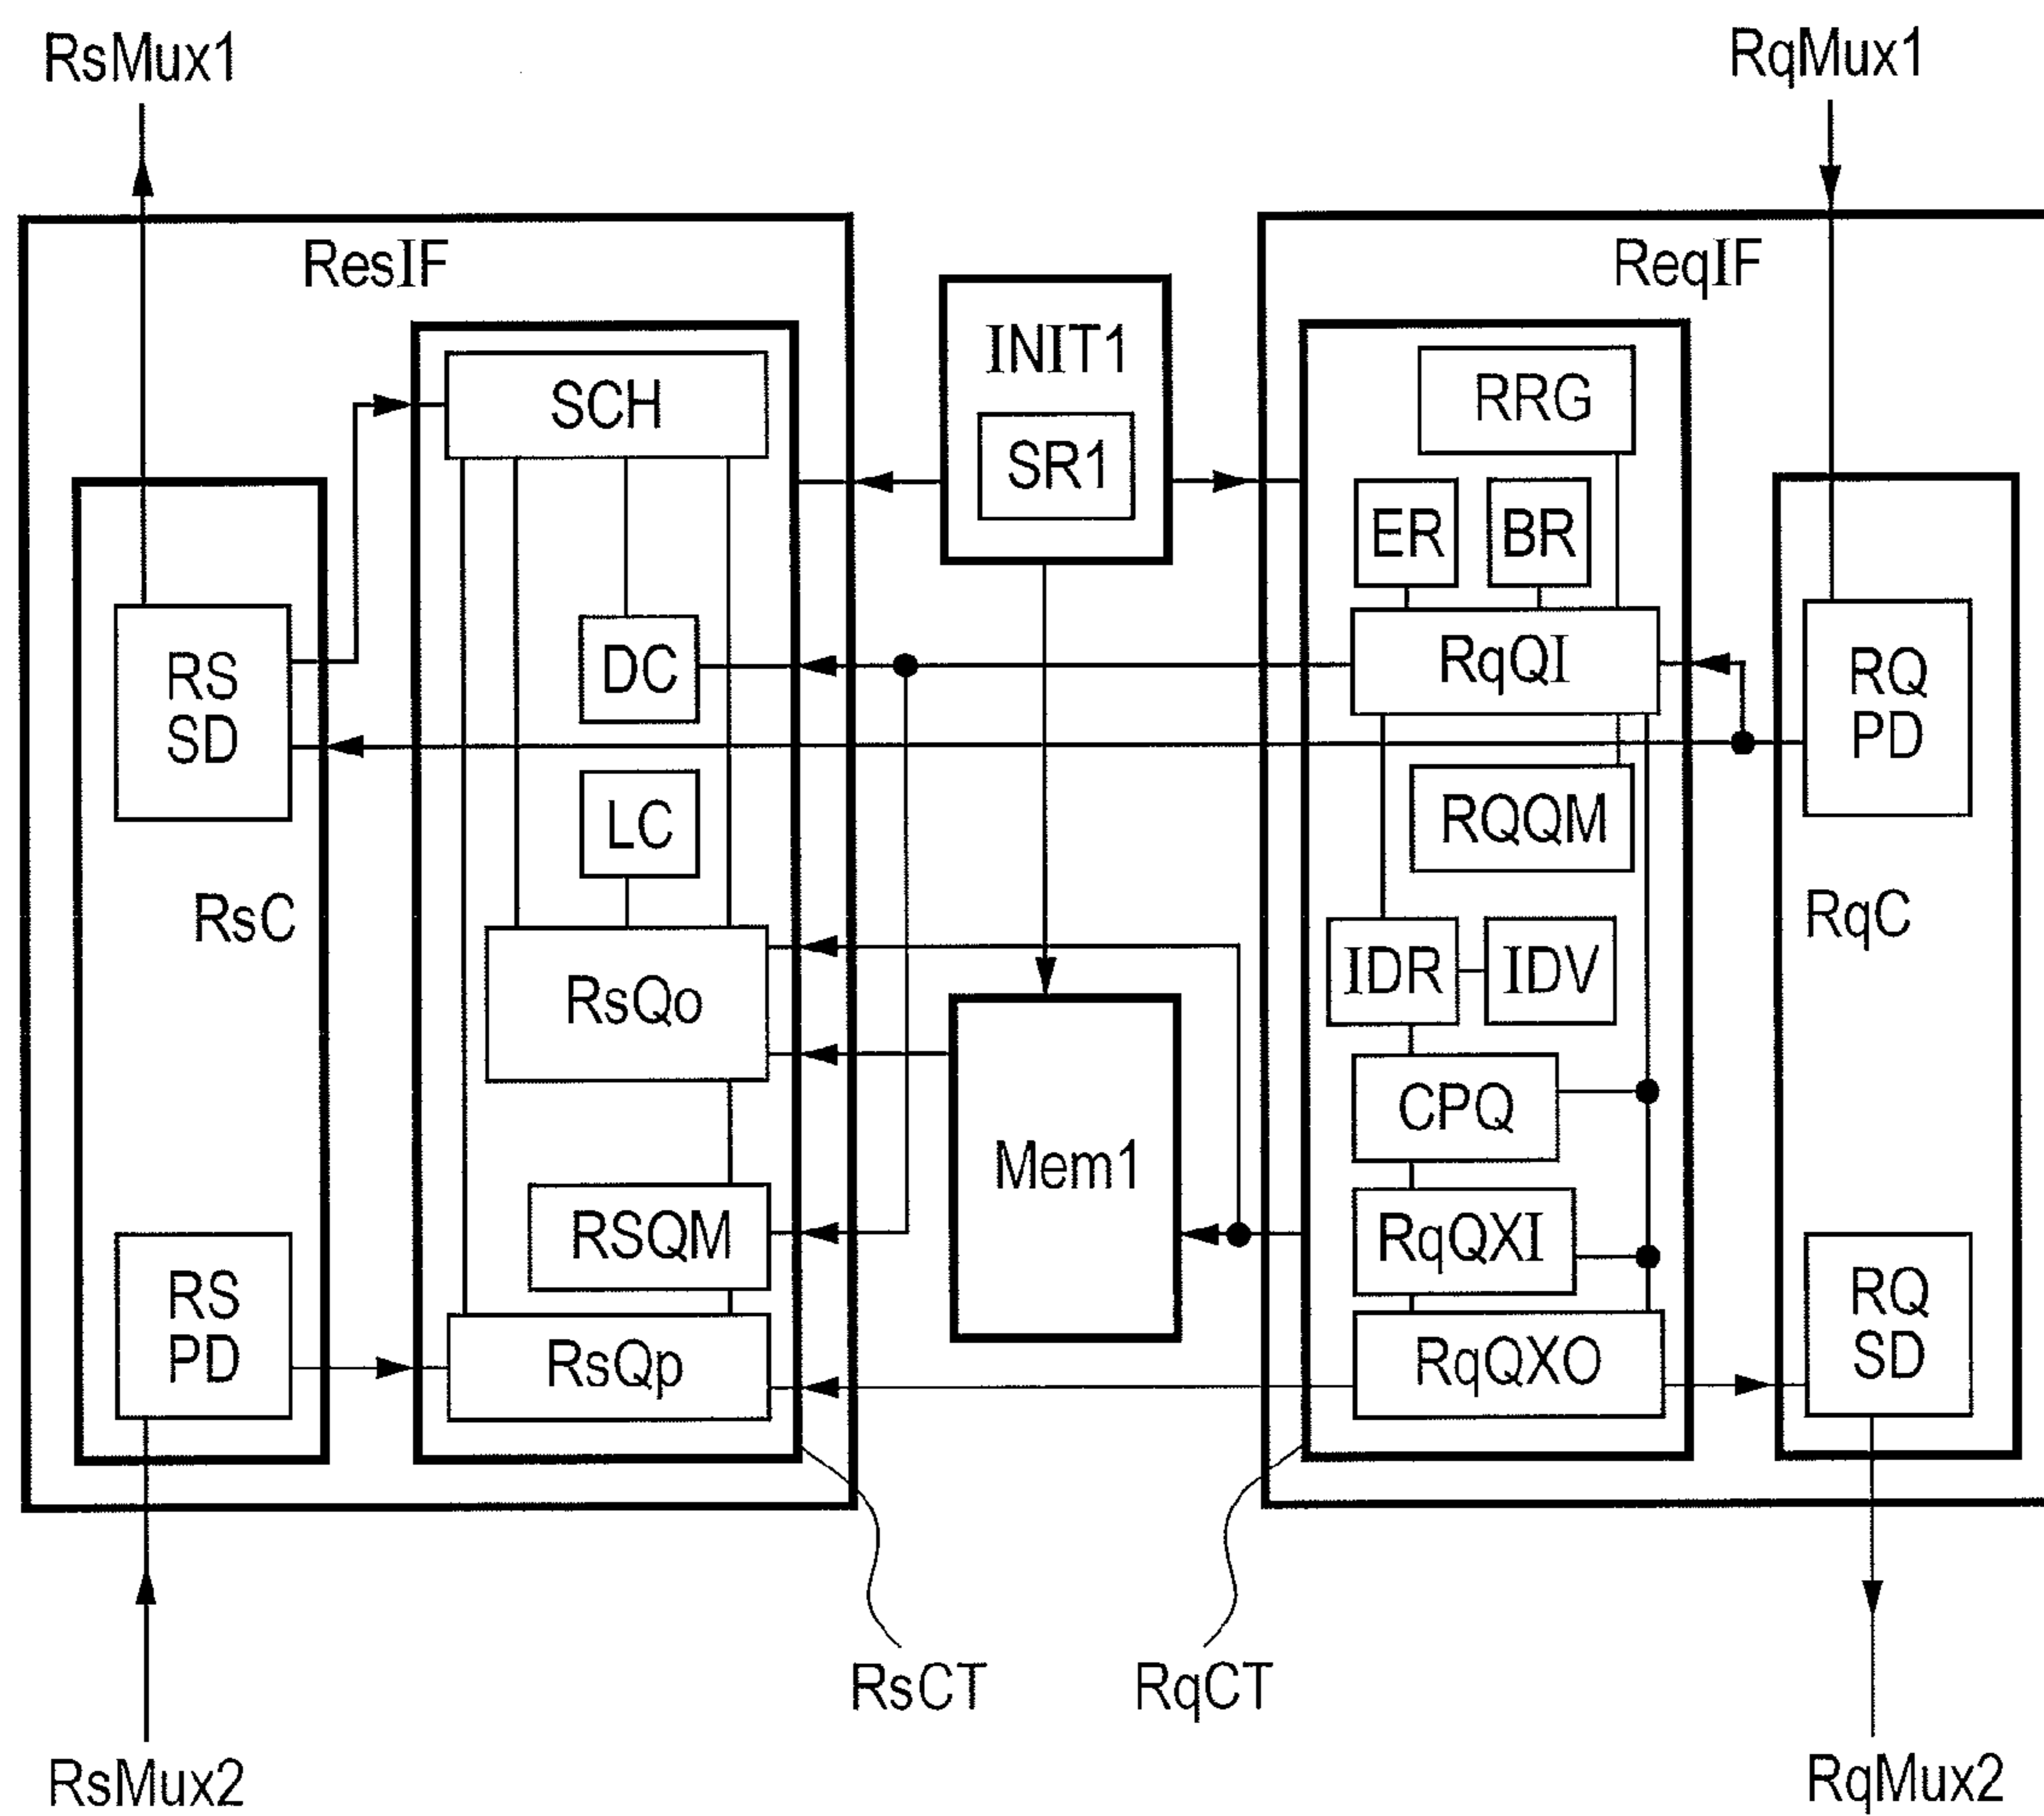 RsMux1
RqMux1
ResIF
ReqIF
INIT1
SR1
SCH
RRG
ER
BR
RS
SD
DC
RqQI
RQ
PD
LC
RQQM
RsC
RqC
RsQo
IDR
IDV
CPQ
Mem1
RSQM
RqQXI
RS
PD
RsQp
RqQXO
RQ
SD
RsCT
RqCT
RsMux2
RqMux2